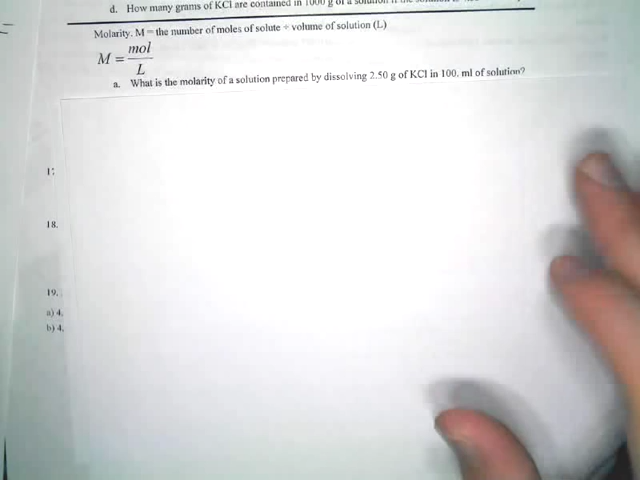 d. How many grams of KCl are contained in 1000 g of a solution if the
Molarity, M = the number of moles of solute ÷ volume of solution (L)
M = mol
L
a. What is the molarity of a solution prepared by dissolving 2.50 g of KCl in 100. ml of solution?
18.
19.
a) 4.
b) 4.